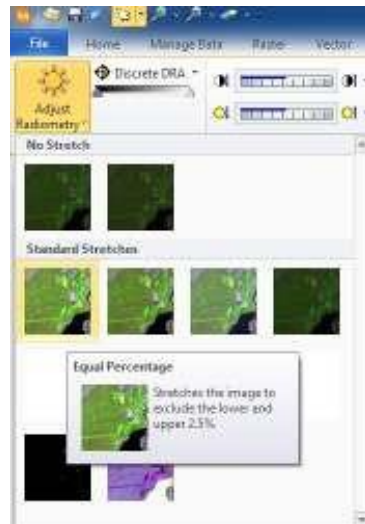 File Home Manage Data Raster Vector
Discrete DRA
Adjust
Radiometry
No Stretch
Standard Stretches
Equal Percentage
Stretches the image to
exclude the lower and
upper 2.5%